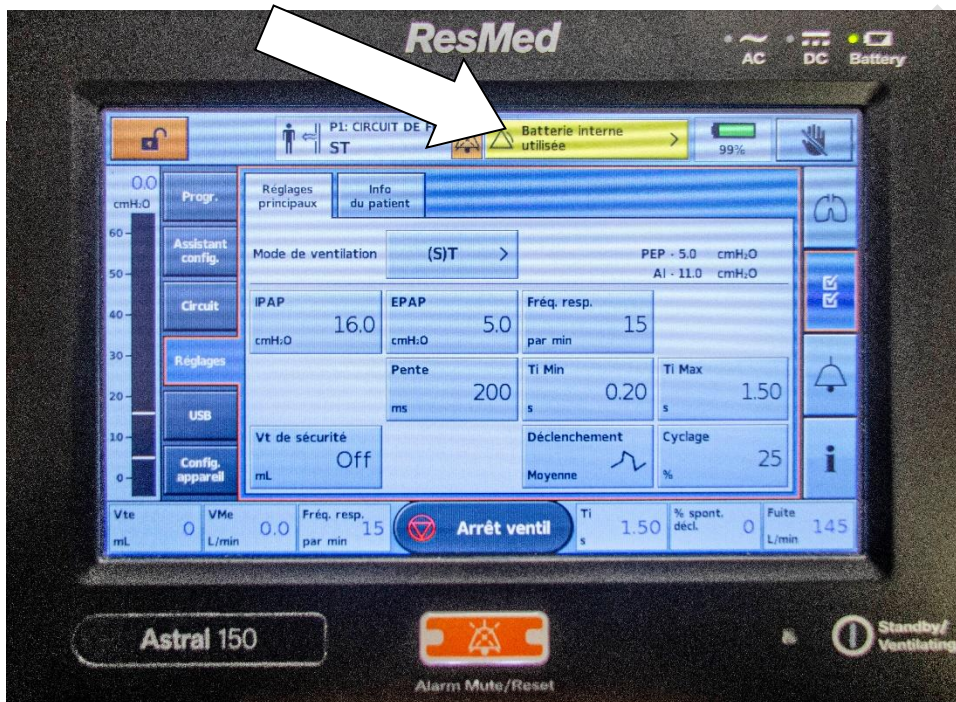 ResMed
AC
DC
Battery
P1: CIRCUIT DE
ST
Batterie interne
utilisée
>
99%
0.0
cmH₂O
60
50
40
30
20
10
0
Progr.
Assistant
config.
Circuit
Réglages
USB
Config.
appareil
Réglages
principaux
Info
du patient
Mode de ventilation
(S)T >
PEP - 5.0 cmH₂O
AI - 11.0 cmH₂O
IPAP
16.0
cmH₂O
EPAP
5.0
cmH₂O
Fréq. resp.
15
par min
Pente
200
ms
Ti Min
0.20
s
Ti Max
1.50
s
Vt de sécurité
Off
mL
Déclenchement
Moyenne
Cyclage
25
%
i
Vte
0
mL
VMe
0.0
L/min
Fréq. resp.
15
par min
Arrêt ventil
Ti
1.50
s
% spont.
décl.
0
Fuite
145
L/min
Astral 150
Alarm Mute/Reset
Standby/
Ventilating